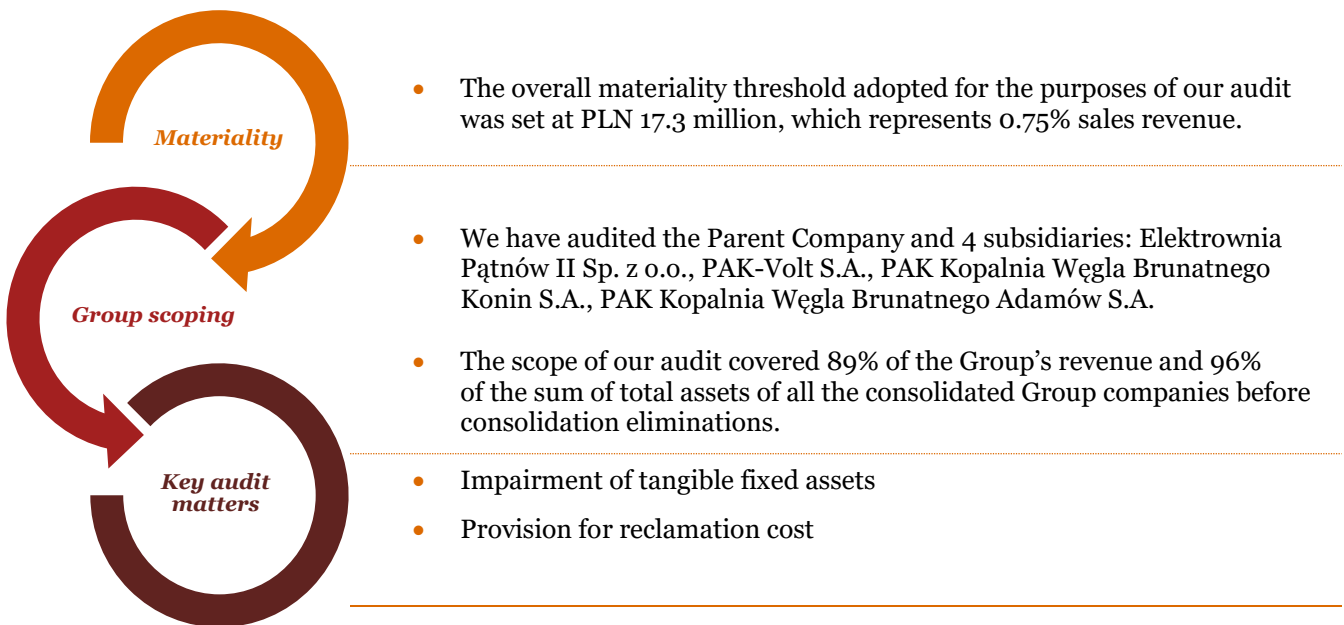 Materiality
• The overall materiality threshold adopted for the purposes of our audit
was set at PLN 17.3 million, which represents 0.75% sales revenue.
Group scoping
• We have audited the Parent Company and 4 subsidiaries: Elektrownia
Pątnów II Sp. z o.o., PAK-Volt S.A., PAK Kopalnia Węgla Brunatnego
Konin S.A., PAK Kopalnia Węgla Brunatnego Adamów S.A.
• The scope of our audit covered 89% of the Group’s revenue and 96%
of the sum of total assets of all the consolidated Group companies before
consolidation eliminations.
Key audit
matters
• Impairment of tangible fixed assets
• Provision for reclamation cost